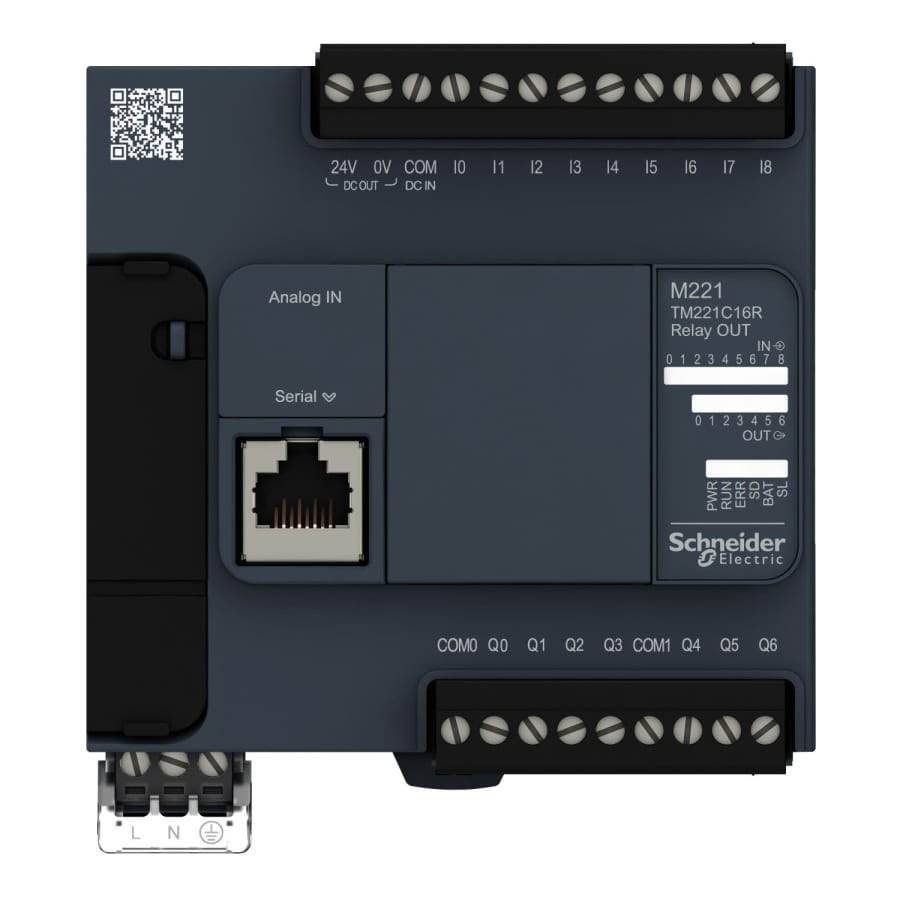 24V 0V COM I0 I1 I2 I3 I4 I5 I6 I7 I8
DC OUT DC IN
Analog IN
Serial
M221
TM221C16R
Relay OUT
IN
0 1 2 3 4 5 6 7 8
0 1 2 3 4 5 6
OUT
PWR
RUN
ERR
SD
BAT
SL
Schneider
Electric
COM0 Q0 Q1 Q2 Q3 COM1 Q4 Q5 Q6
L N